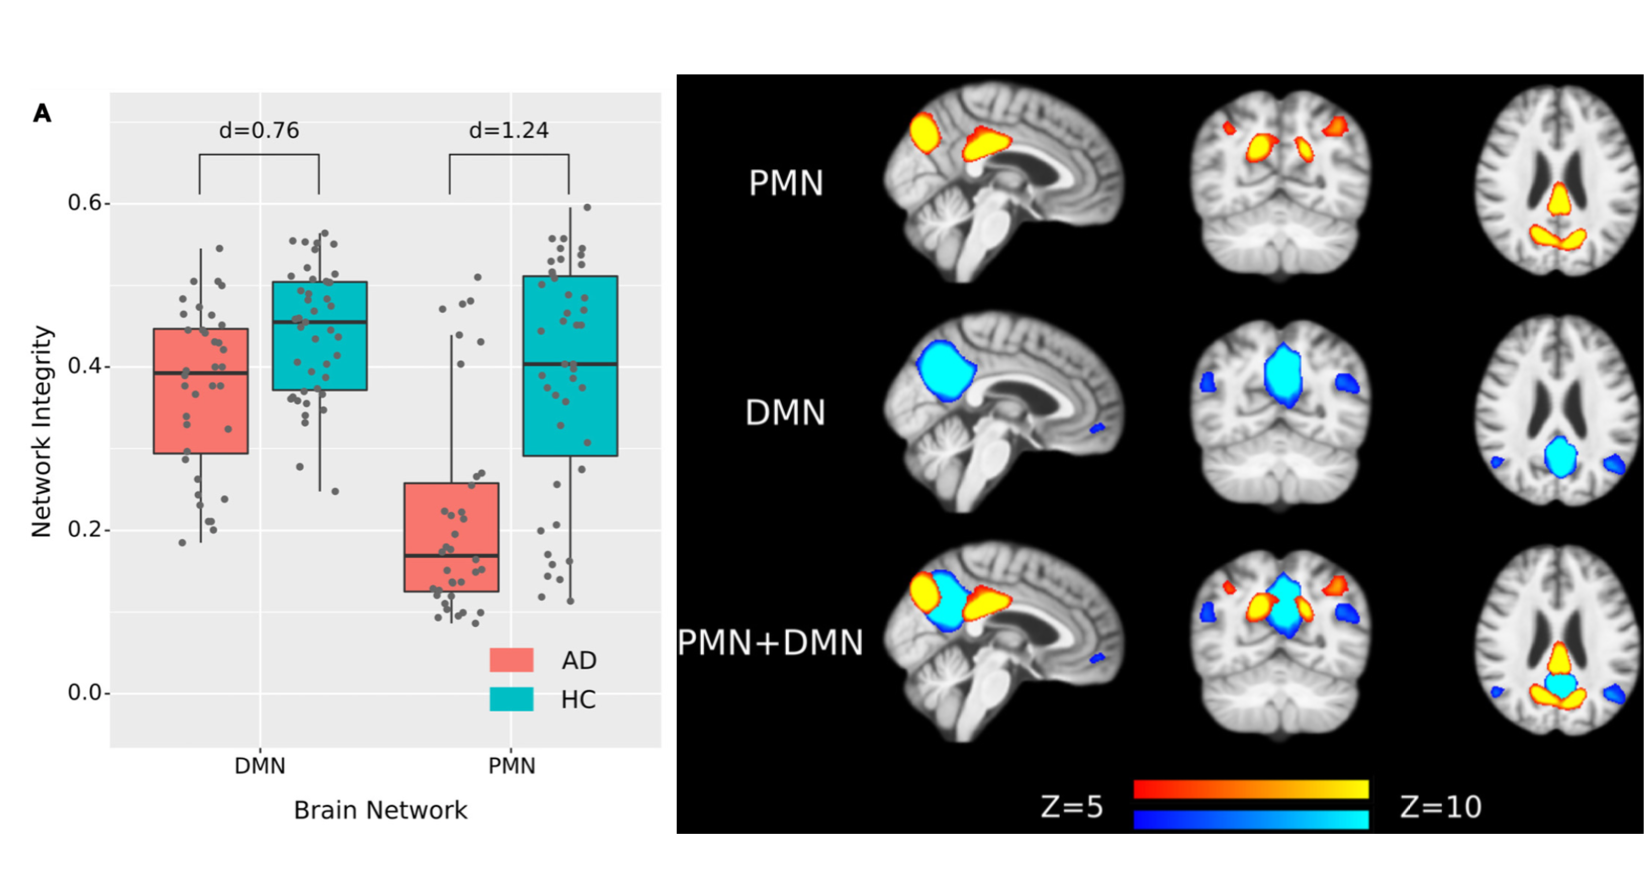 A
d=0.76
d=1.24
Network Integrity
0.6
0.4
0.2
0.0
AD
HC
DMN
PMN
Brain Network
PMN
DMN
PMN+DMN
Z=5
Z=10